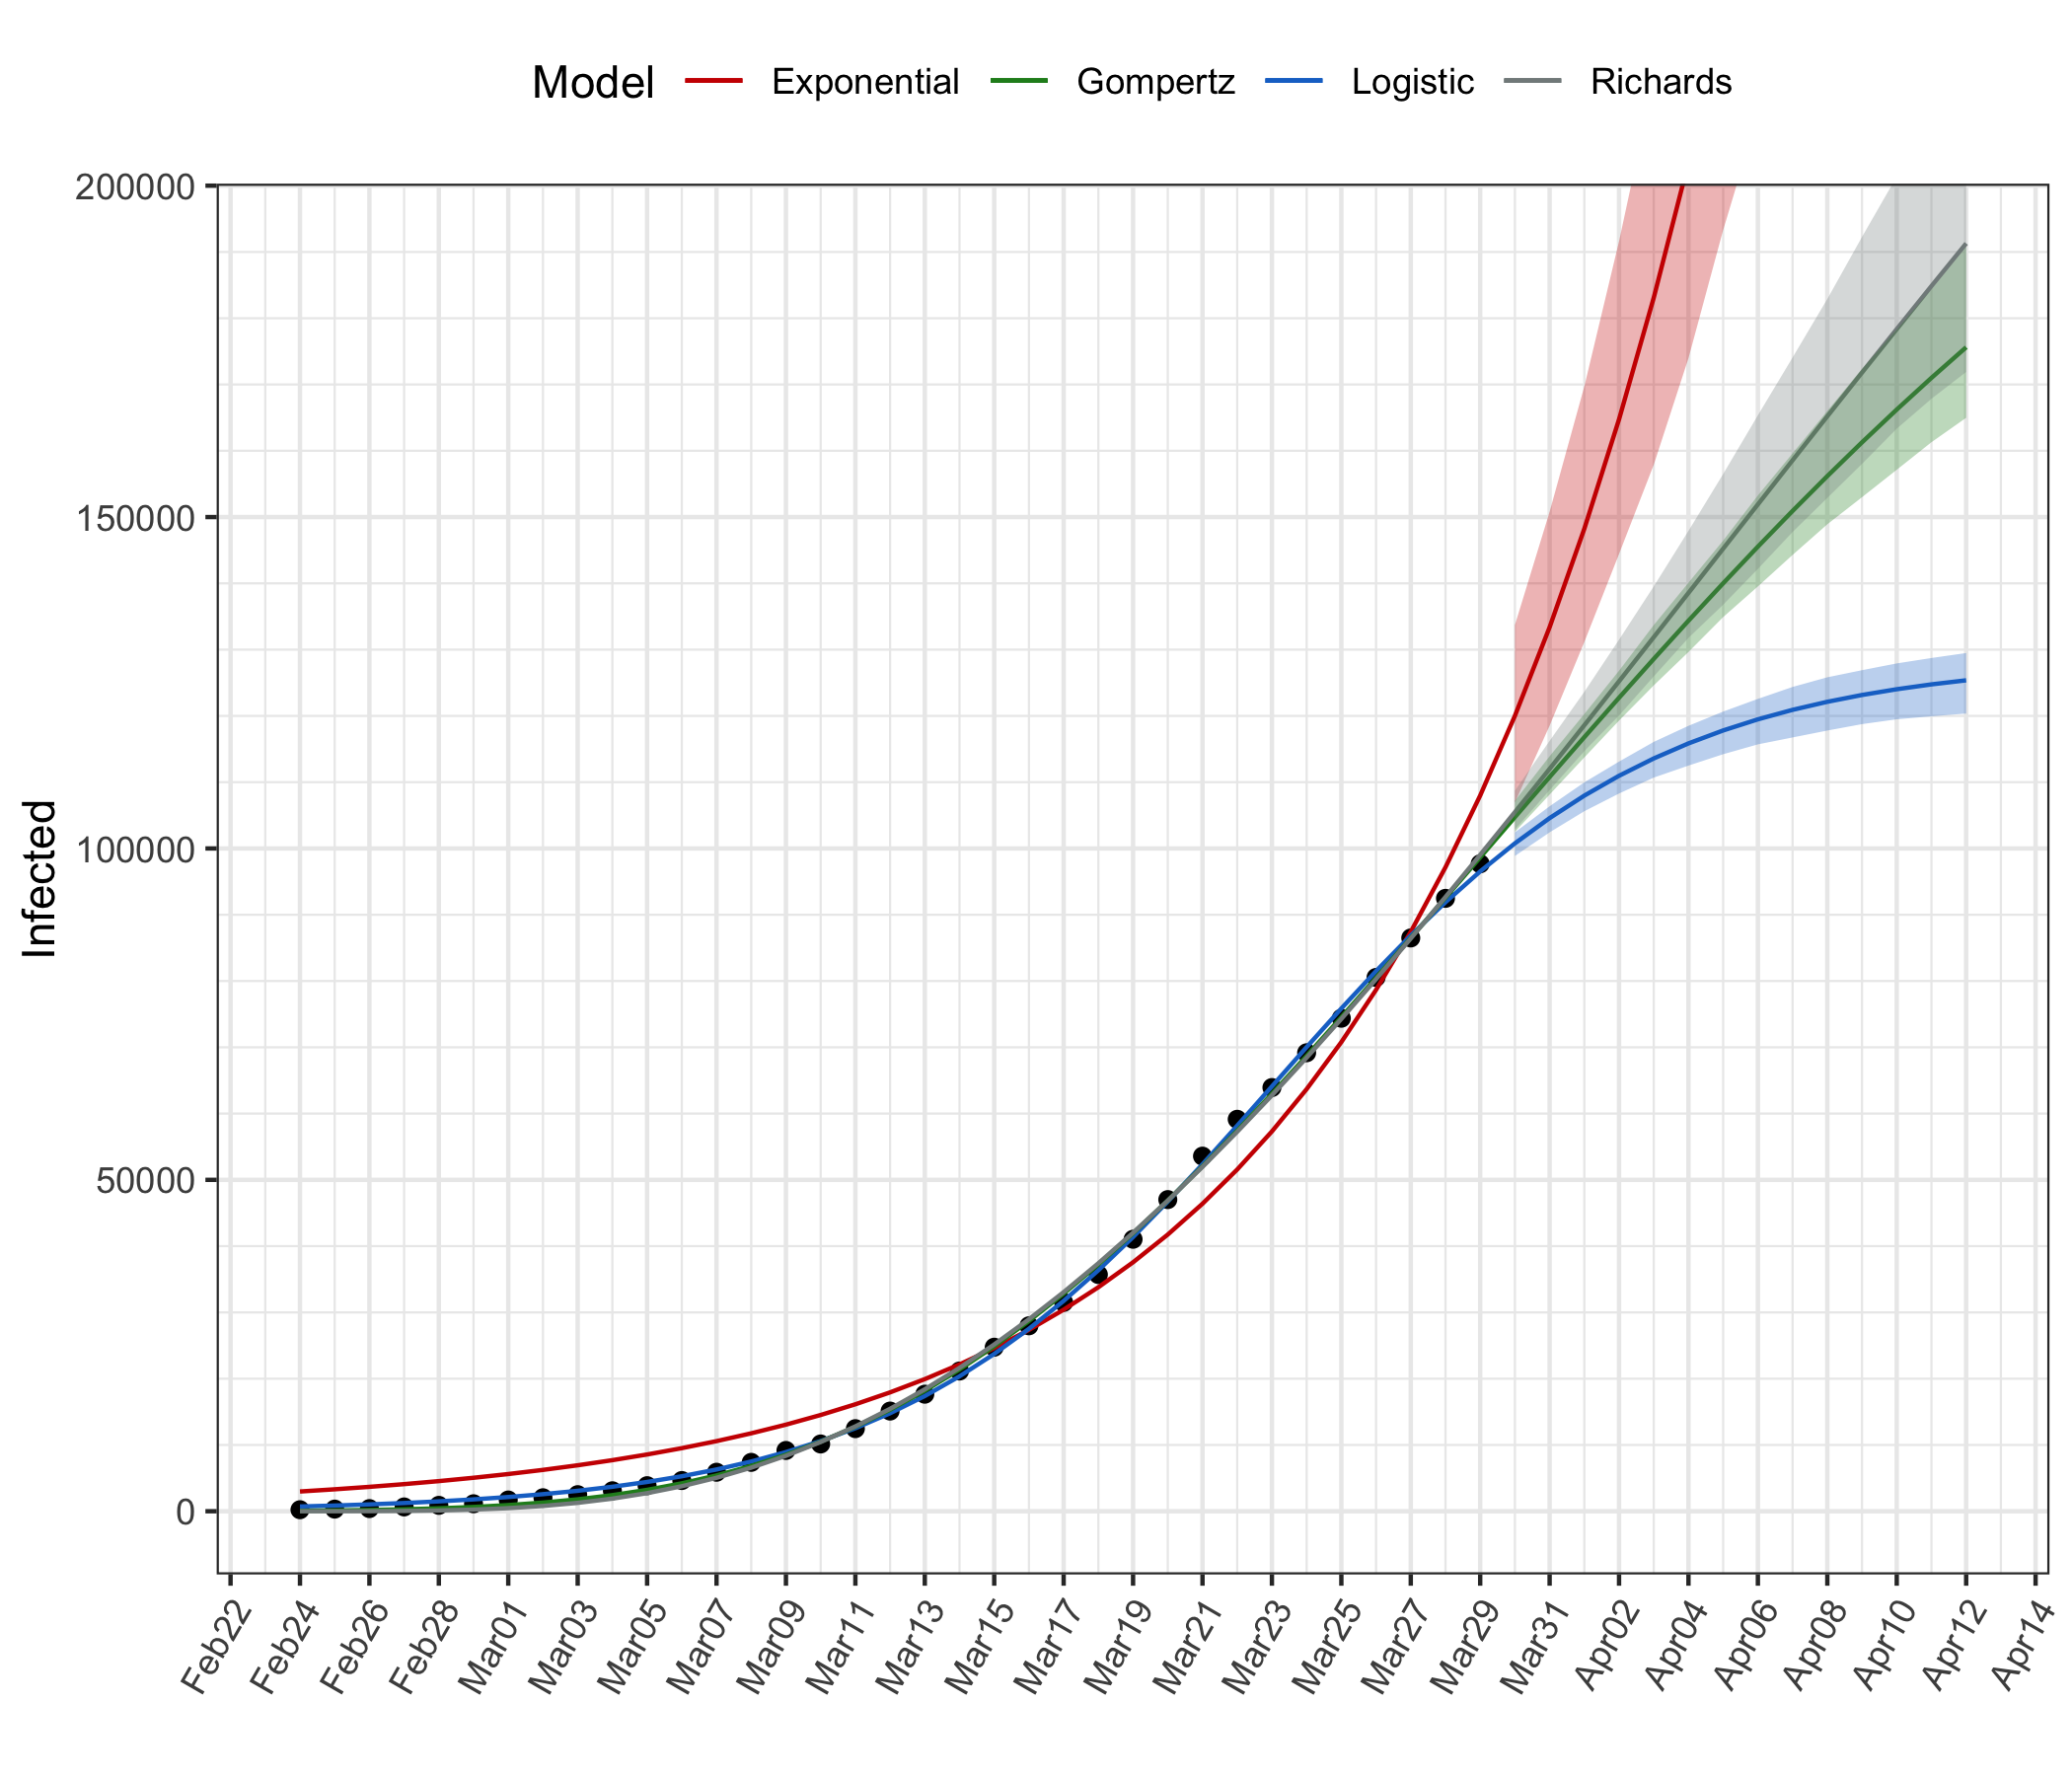 Model Exponential Gompertz Logistic Richards
200000
150000
100000
50000
0
Infected
Feb22 Feb24 Feb26 Feb28 Mar01 Mar03 Mar05 Mar07 Mar09 Mar11 Mar13 Mar15 Mar17 Mar19 Mar21 Mar23 Mar25 Mar27 Mar29 Mar31 Apr02 Apr04 Apr06 Apr08 Apr10 Apr12 Apr14